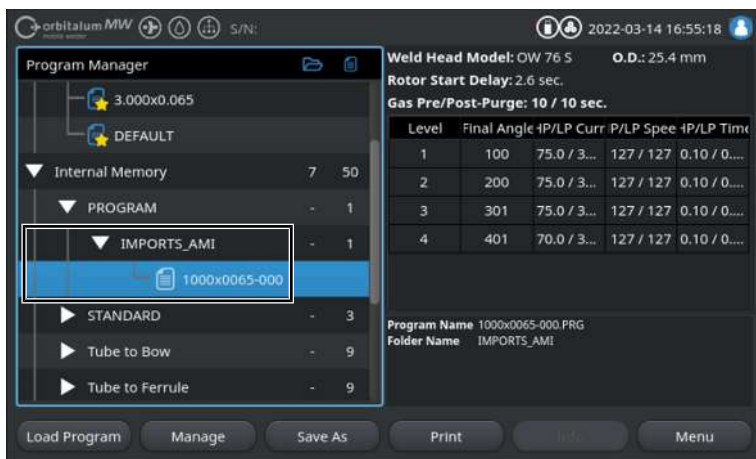 orbitalum MW
mobile welder
S/N:
2022-03-14 16:55:18
Program Manager
3.000x0.065
DEFAULT
Internal Memory 7 50
PROGRAM - 1
IMPORTS_AMI - 1
1000x0065-000
STANDARD - 3
Tube to Bow - 9
Tube to Ferrule - 9
Weld Head Model: OW 76 S O.D.: 25.4 mm
Rotor Start Delay: 2.6 sec.
Gas Pre/Post-Purge: 10 / 10 sec.
Level Final Angle HP/LP Curr P/LP Spee HP/LP Time
1 100 75.0 / 3... 127 / 127 0.10 / 0....
2 200 75.0 / 3... 127 / 127 0.10 / 0....
3 301 75.0 / 3... 127 / 127 0.10 / 0....
4 401 70.0 / 3... 127 / 127 0.10 / 0....
Program Name 1000x0065-000.PRG
Folder Name IMPORTS_AMI
Load Program Manage Save As Print Info Menu